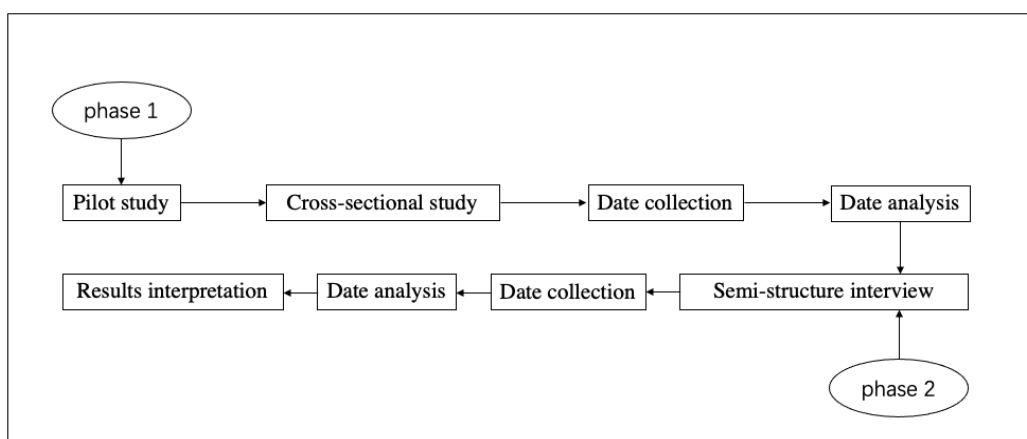 phase 1
Pilot study
Cross-sectional study
Date collection
Date analysis
Results interpretation
Date analysis
Date collection
Semi-structure interview
phase 2